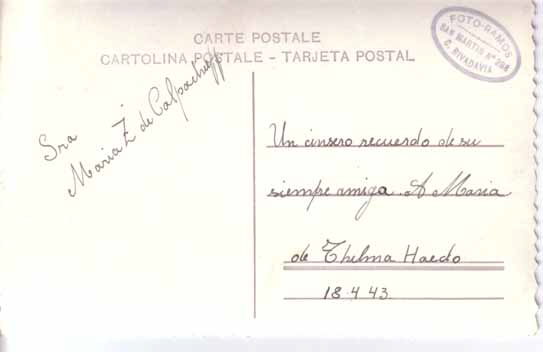 CARTE POSTALE
CARTOLINA POSTALE - TARJETA POSTAL
FOTO-RAMOS
SAN MARTIN Nº 298
C. RIVADAVIA
Sra
Maria Z de Calpacheff
Un cinsero recuerdo de su
siempre amiga. A Maria
de Thelma Haedo
18 4 43